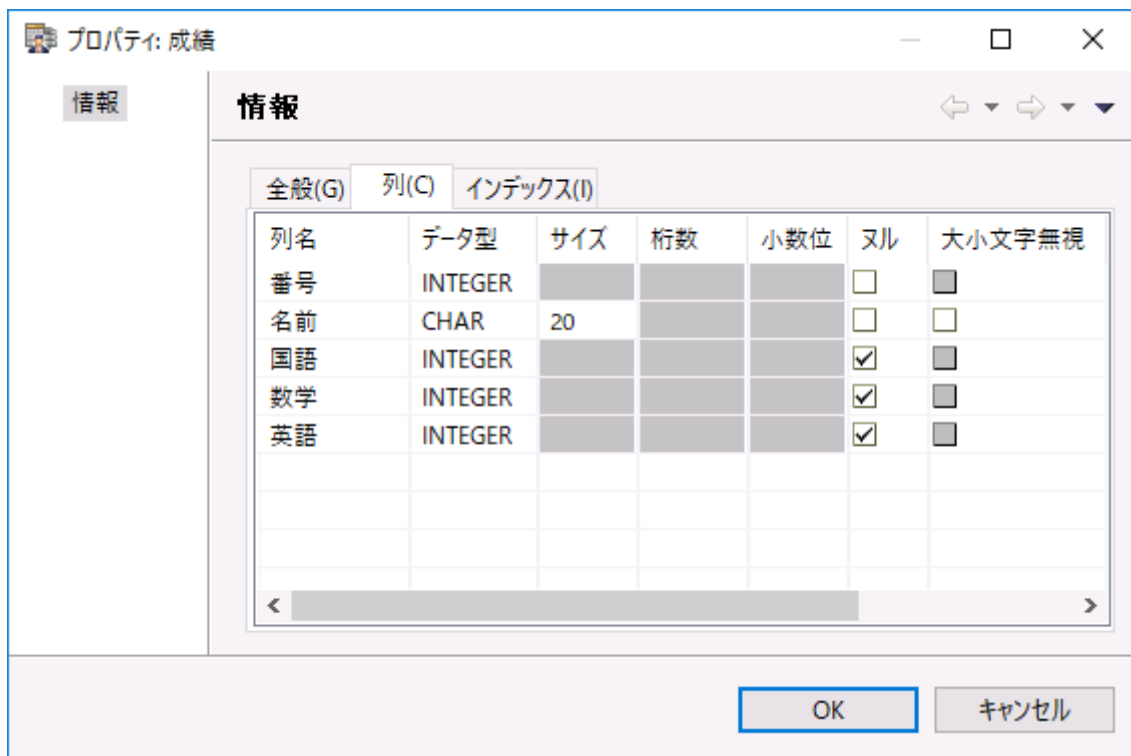 プロパティ: 成績
情報
情報
全般(G) 列(C) インデックス(I)
列名 データ型 サイズ 桁数 小数位 ヌル 大小文字無視
番号 INTEGER
名前 CHAR 20
国語 INTEGER
数学 INTEGER
英語 INTEGER
OK キャンセル